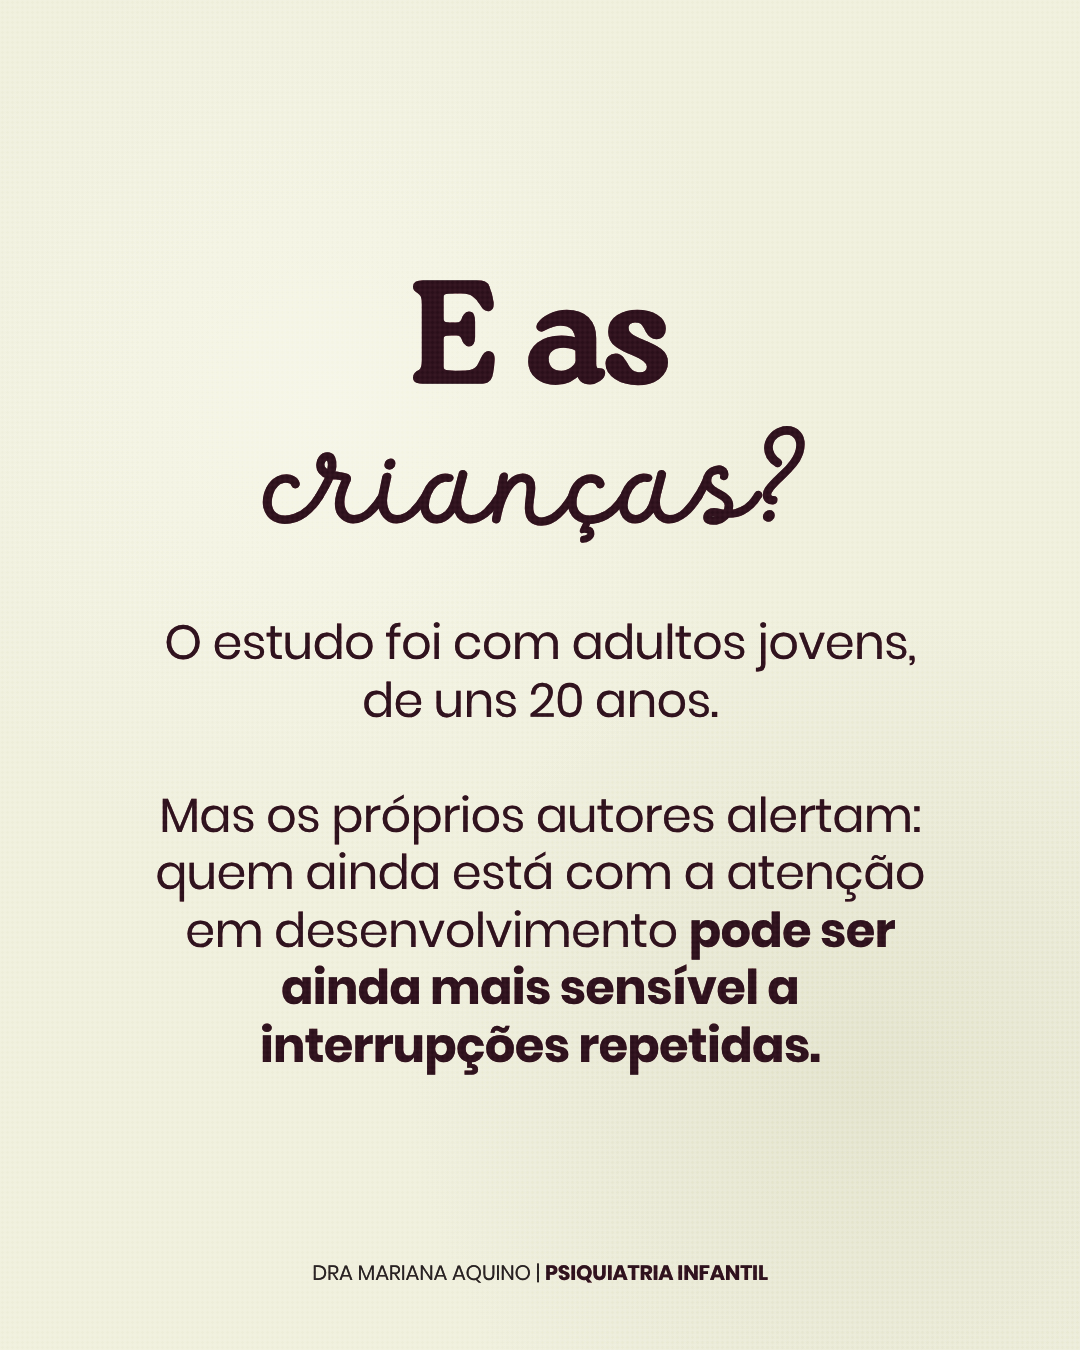 E as
crianças?
O estudo foi com adultos jovens,
de uns 20 anos.
Mas os próprios autores alertam:
quem ainda está com a atenção
em desenvolvimento pode ser
ainda mais sensível a
interrupções repetidas.
DRA MARIANA AQUINO | PSIQUIATRIA INFANTIL